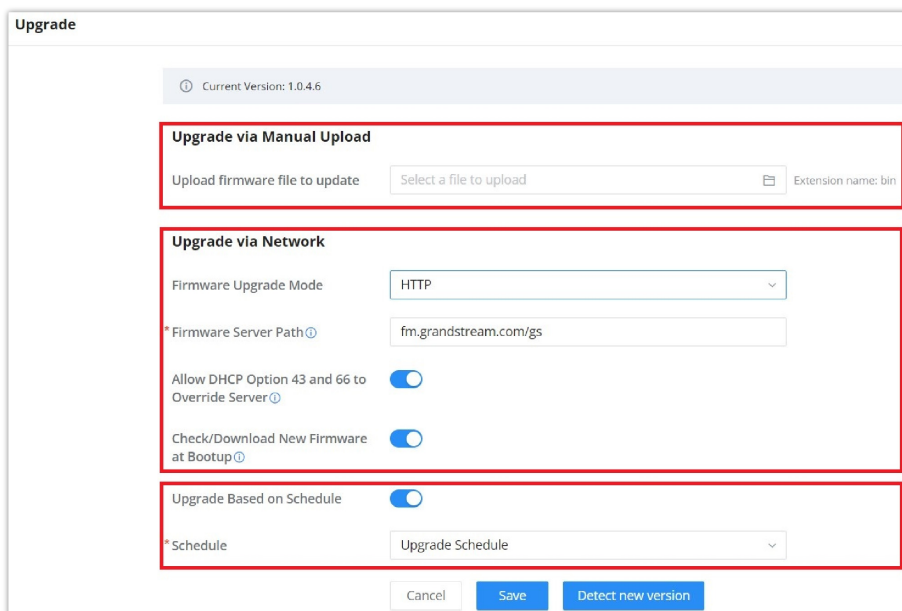 Upgrade
Current Version: 1.0.4.6
Upgrade via Manual Upload
Upload firmware file to update Select a file to upload Extension name: bin
Upgrade via Network
Firmware Upgrade Mode HTTP
* Firmware Server Path fm.grandstream.com/gs
Allow DHCP Option 43 and 66 to
Override Server
Check/Download New Firmware
at Bootup
Upgrade Based on Schedule
* Schedule Upgrade Schedule
Cancel Save Detect new version